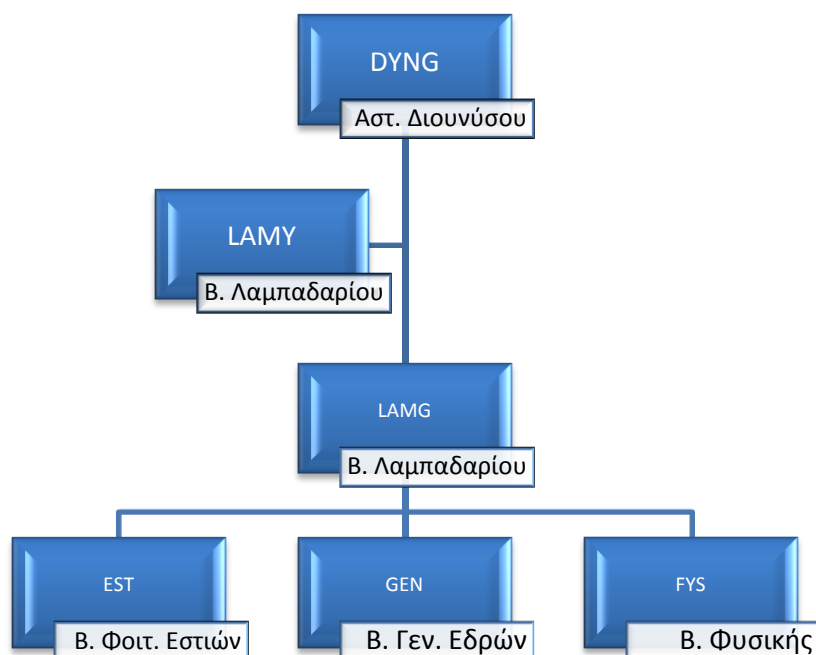 DYNG
Αστ. Διουνύσου
LAMY
Β. Λαμπαδαρίου
LAMG
Β. Λαμπαδαρίου
EST
Β. Φοιτ. Εστιών
GEN
Β. Γεν. Εδρών
FYS
Β. Φυσικής